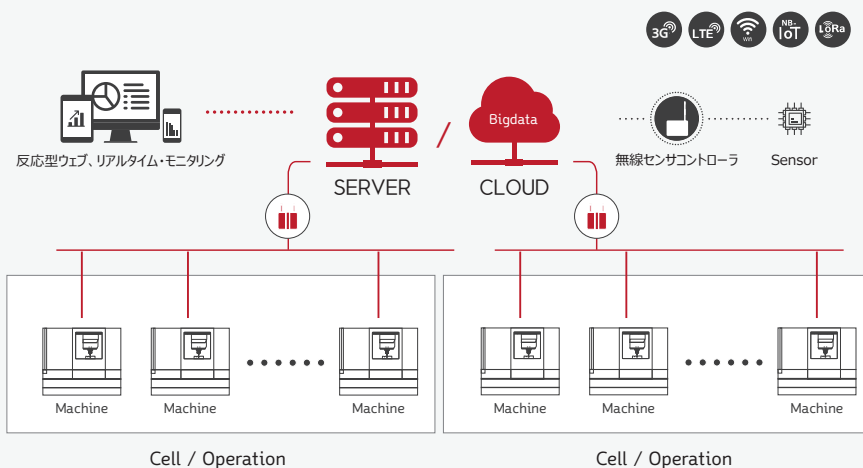 3G
LTE
Wifi
NB-
IoT
LoRa
Bigdata
反応型ウェブ、リアルタイム・モニタリング
無線センサコントローラ
Sensor
SERVER
/
CLOUD
Machine
Machine
Machine
Machine
Machine
Machine
Cell / Operation
Cell / Operation